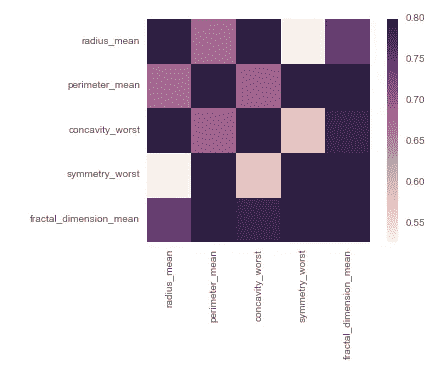 0.80
radius_mean
0.75
perimeter_mean
0.70
concavity_worst
0.65
0.60
symmetry_worst
0.55
fractal_dimension_mean
radius_mean
perimeter_mean
concavity_worst
symmetry_worst
fractal_dimension_mean